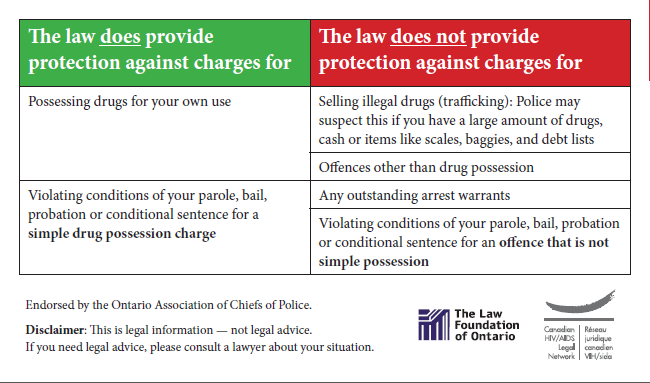 The law does provide
protection against charges for
The law does not provide
protection against charges for
Possessing drugs for your own use
Selling illegal drugs (trafficking): Police may
suspect this if you have a large amount of drugs,
cash or items like scales, baggies, and debt lists
Offences other than drug possession
Violating conditions of your parole, bail,
probation or conditional sentence for a
simple drug possession charge
Any outstanding arrest warrants
Violating conditions of your parole, bail, probation
or conditional sentence for an offence that is not
simple possession
Endorsed by the Ontario Association of Chiefs of Police.
Disclaimer: This is legal information — not legal advice.
If you need legal advice, please consult a lawyer about your situation.
The Law
Foundation
of Ontario
Canadian
HIV/AIDS
Legal
Network
Réseau
juridique
canadien
VIH/sida